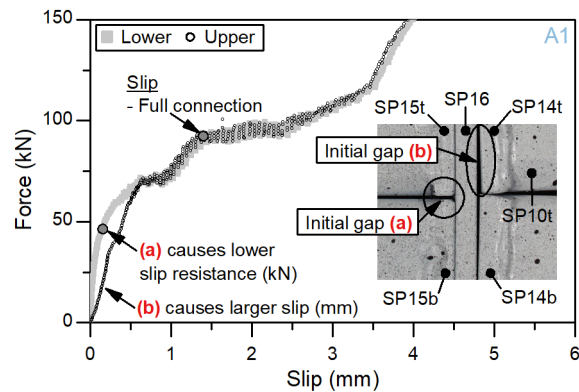 150
100
50
0
Force (kN)
Lower
Upper
A1
Slip
- Full connection
(a) causes lower
slip resistance (kN)
(b) causes larger slip (mm)
SP15t
SP16
SP14t
Initial gap (b)
SP10t
Initial gap (a)
SP15b
SP14b
0 1 2 3 4 5 6
Slip (mm)